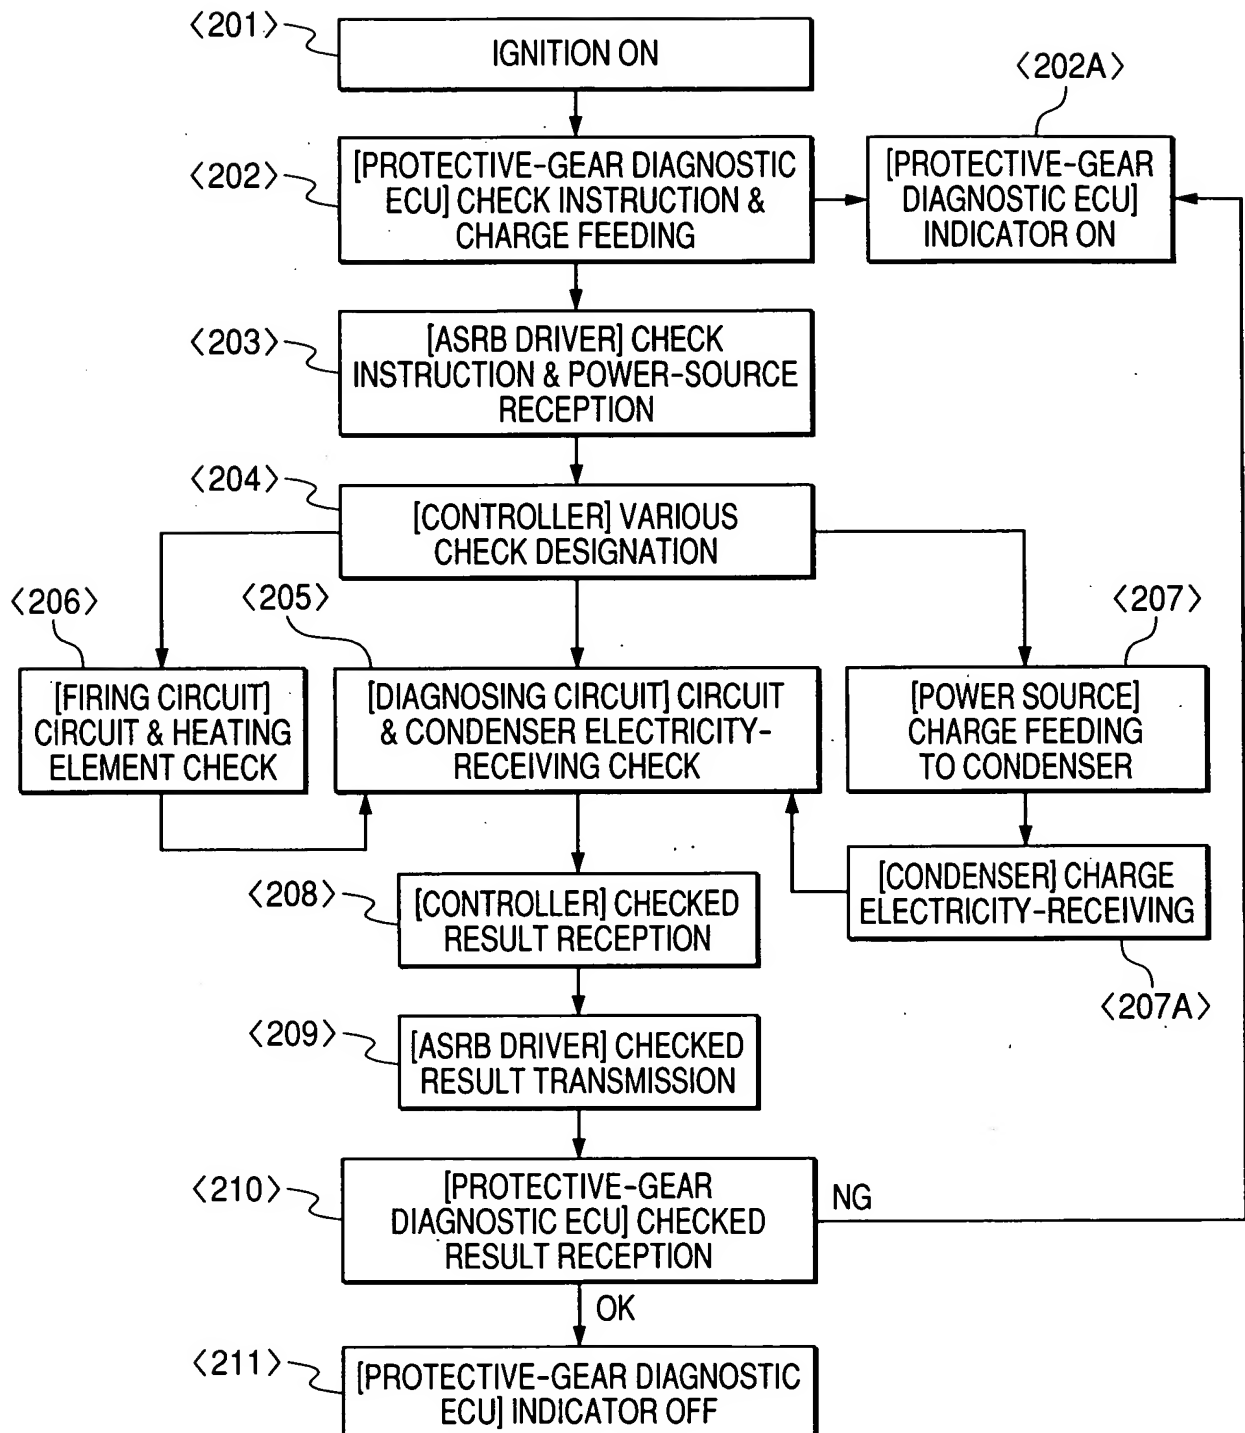 〈201〉
IGNITION ON
〈202A〉
〈202〉
[PROTECTIVE-GEAR DIAGNOSTIC
ECU] CHECK INSTRUCTION &
CHARGE FEEDING
[PROTECTIVE-GEAR
DIAGNOSTIC ECU]
INDICATOR ON
〈203〉
[ASRB DRIVER] CHECK
INSTRUCTION & POWER-SOURCE
RECEPTION
〈204〉
[CONTROLLER] VARIOUS
CHECK DESIGNATION
〈206〉
〈205〉
〈207〉
[FIRING CIRCUIT]
CIRCUIT & HEATING
ELEMENT CHECK
[DIAGNOSING CIRCUIT] CIRCUIT
& CONDENSER ELECTRICITY-
RECEIVING CHECK
[POWER SOURCE]
CHARGE FEEDING
TO CONDENSER
[CONDENSER] CHARGE
ELECTRICITY-RECEIVING
〈207A〉
〈208〉
[CONTROLLER] CHECKED
RESULT RECEPTION
〈209〉
[ASRB DRIVER] CHECKED
RESULT TRANSMISSION
〈210〉
[PROTECTIVE-GEAR
DIAGNOSTIC ECU] CHECKED
RESULT RECEPTION
NG
OK
〈211〉
[PROTECTIVE-GEAR DIAGNOSTIC
ECU] INDICATOR OFF